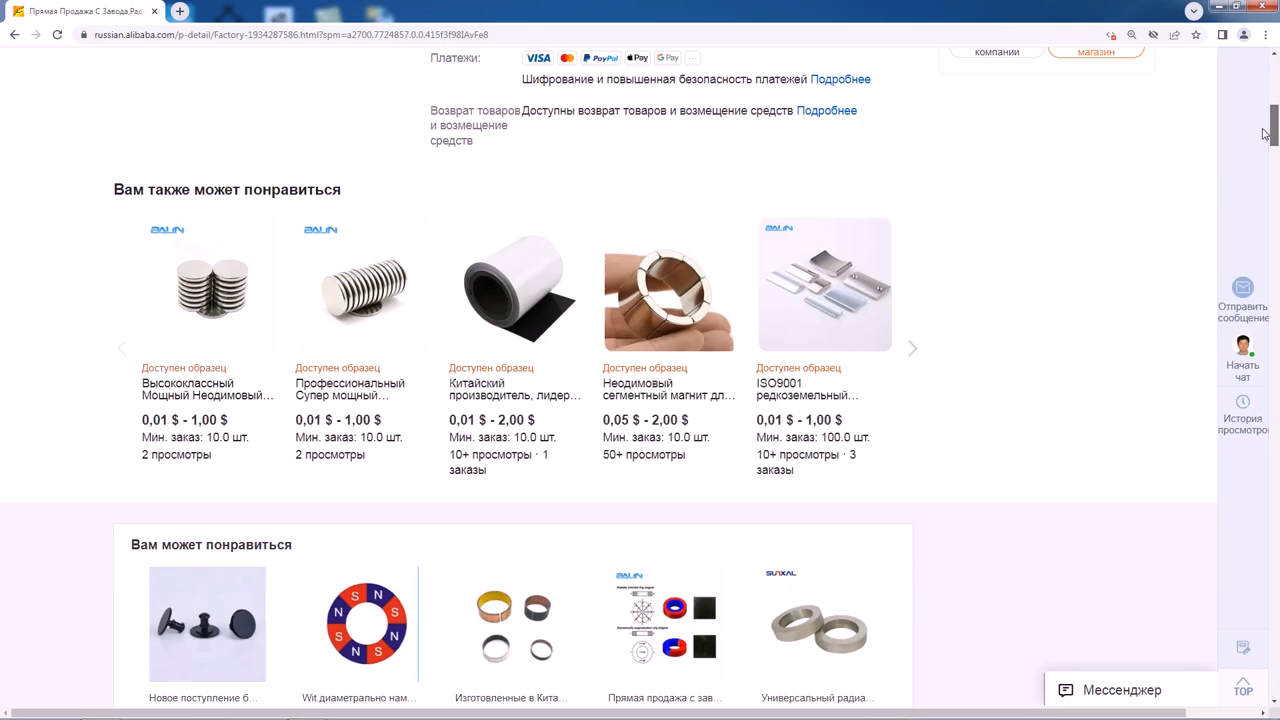 Прямая Продажа С Завода,Рад
russian.alibaba.com/p-detail/Factory-1934287586.html?spm=a2700.7724857.0.0.415f3f98IAvFe8
компании
магазин
Платежи:
VISA PayPal Pay G Pay ...
Шифрование и повышенная безопасность платежей Подробнее
Возврат товаров и возмещение средств
Доступны возврат товаров и возмещение средств Подробнее
Вам также может понравиться
BALIN
BALIN
BALIN
Доступен образец
Доступен образец
Доступен образец
Доступен образец
Доступен образец
Высококлассный
Мощный Неодимовый…
Профессиональный
Супер мощный…
Китайский
производитель, лидер…
Неодимовый
сегментный магнит дл…
ISO9001
редкоземельный…
0,01 $ - 1,00 $
0,01 $ - 1,00 $
0,01 $ - 2,00 $
0,05 $ - 2,00 $
0,01 $ - 1,00 $
Мин. заказ: 10.0 шт.
Мин. заказ: 10.0 шт.
Мин. заказ: 10.0 шт.
Мин. заказ: 10.0 шт.
Мин. заказ: 100.0 шт.
2 просмотры
2 просмотры
10+ просмотры · 1
заказы
50+ просмотры
10+ просмотры · 3
заказы
Отправить
сообщение
Начать
чат
История
просмотро
Вам может понравиться
S N S N S N S N
BALIN
SUNXAL
Новое поступление б…
Wit диаметрально нам…
Изготовленные в Кита…
Прямая продажа с зав…
Универсальный радиа…
Мессенджер
TOP